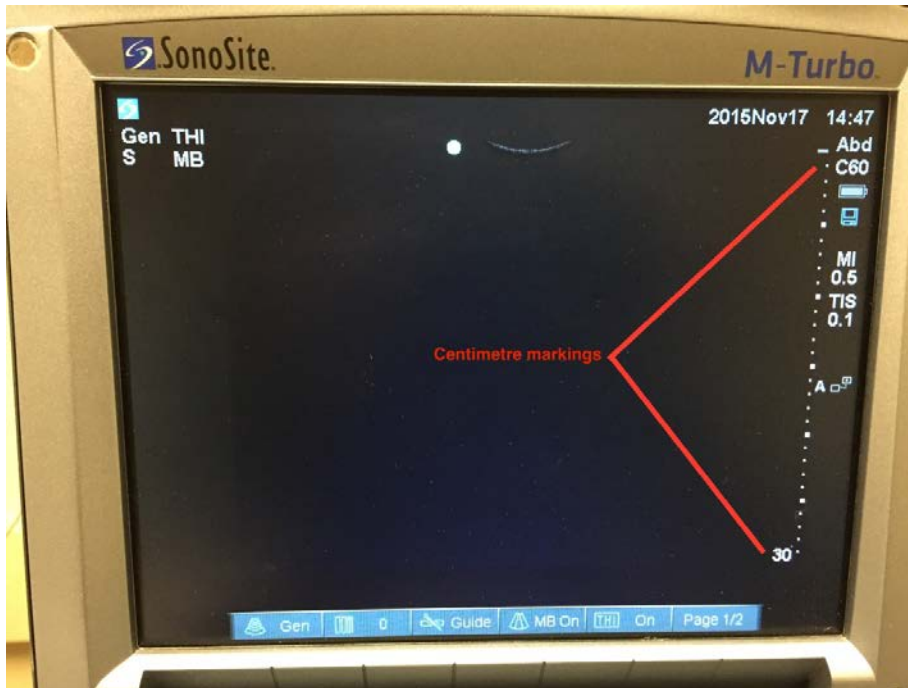 SonoSite.
M-Turbo
2015Nov17 14:47
Gen THI
S MB
Abd
C60
MI
0.5
TIS
0.1
Centimetre markings
A
30
Gen 0 Guide MB On THI On Page 1/2